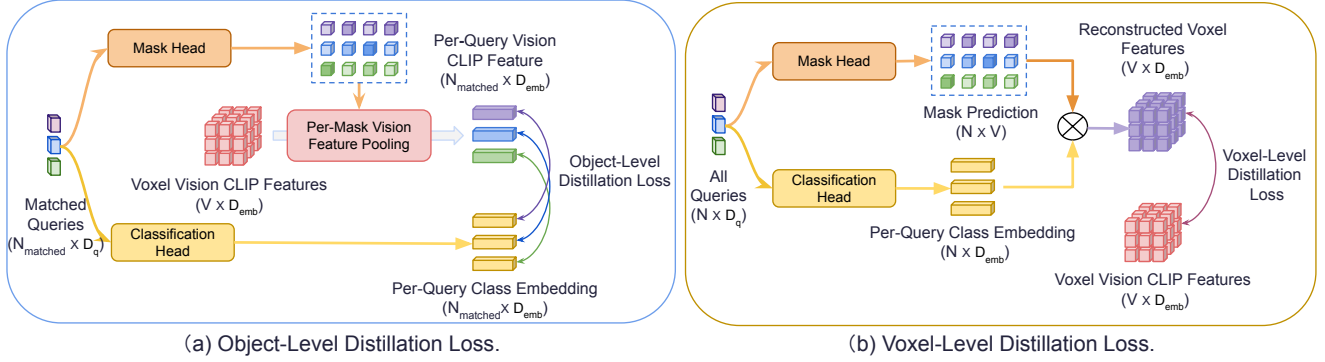 Mask Head
Per-Query Vision
CLIP Feature
(N_matched x D_emb)
Per-Mask Vision
Feature Pooling
Voxel Vision CLIP Features
(V x D_emb)
Object-Level
Distillation Loss
Matched
Queries
(N_matched x D_q)
Classification
Head
Per-Query Class Embedding
(N_matched x D_emb)
(a) Object-Level Distillation Loss.
Mask Head
Mask Prediction
(N x V)
Reconstructed Voxel
Features
(V x D_emb)
All
Queries
(N x D_q)
Classification Head
Per-Query Class Embedding
(N x D_emb)
Voxel-Level
Distillation
Loss
Voxel Vision CLIP Features
(V x D_emb)
(b) Voxel-Level Distillation Loss.